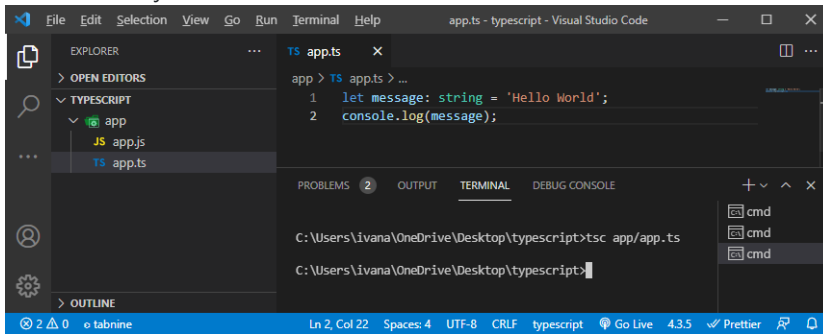 File Edit Selection View Go Run Terminal Help app.ts - typescript - Visual Studio Code
EXPLORER
OPEN EDITORS
TYPESCRIPT
app
JS app.js
TS app.ts
OUTLINE
TS app.ts
app > TS app.ts > ...
1 let message: string = 'Hello World';
2 console.log(message);
PROBLEMS 2 OUTPUT TERMINAL DEBUG CONSOLE
C:\Users\ivana\OneDrive\Desktop\typescript>tsc app/app.ts
C:\Users\ivana\OneDrive\Desktop\typescript>
cmd
cmd
cmd
2 0 tabnine Ln 2, Col 22 Spaces: 4 UTF-8 CRLF typescript Go Live 4.3.5 Prettier